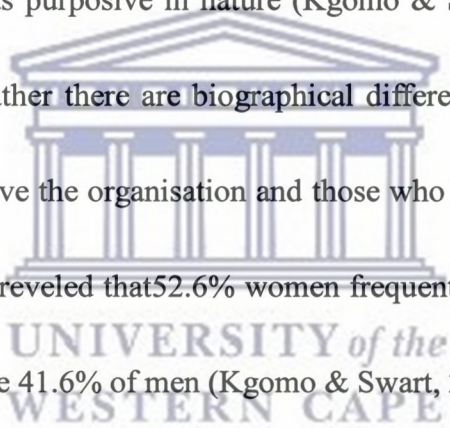 s purposive in nature (Kgomo & S
ther there are biographical differe
ve the organisation and those who
reveled that52.6% women frequent
UNIVERSITY of the
e 41.6% of men (Kgomo & Swart,
WESTERN CAPE